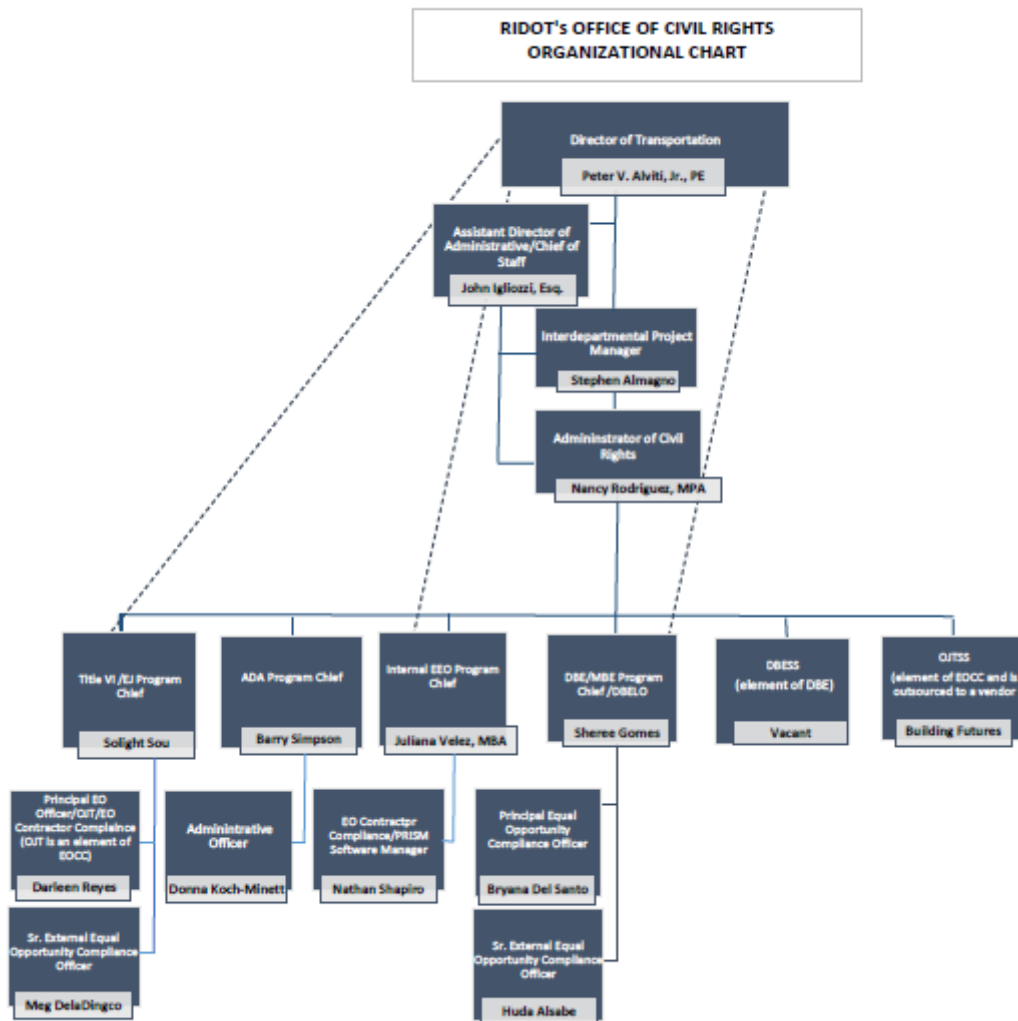 RIDOT's OFFICE OF CIVIL RIGHTS
ORGANIZATIONAL CHART
Director of Transportation
Peter V. Alviti, Jr., PE
Assistant Director of
Administrative/Chief of
Staff
John Igliozzi, Esq.
Interdepartmental Project
Manager
Stephen Almagno
Admininstrator of Civil
Rights
Nancy Rodriguez, MPA
Title VI /EJ Program
Chief
Solight Sou
ADA Program Chief
Barry Simpson
Internal EEO Program
Chief
Juliana Velez, MBA
DBE/MBE Program
Chief /DBELO
Sheree Gomes
DBESS
(element of DBE)
Vacant
OJTSS
(element of EOCC and is
outsourced to a vendor
Building Futures
Principal EO
Officer/OJT/EO
Contractor Complaince
(OJT is an element of
EOCC)
Darleen Reyes
Adminintrative
Officer
Donna Koch-Minett
EO Contractpr
Compliance/PRISM
Software Manager
Nathan Shapiro
Principal Equal
Opportunity
Compliance Officer
Bryana Del Santo
Sr. External Equal
Opportunity Compliance
Officer
Meg DelaDingco
Sr. External Equal
Opportunity Compliance
Officer
Huda Alsabe